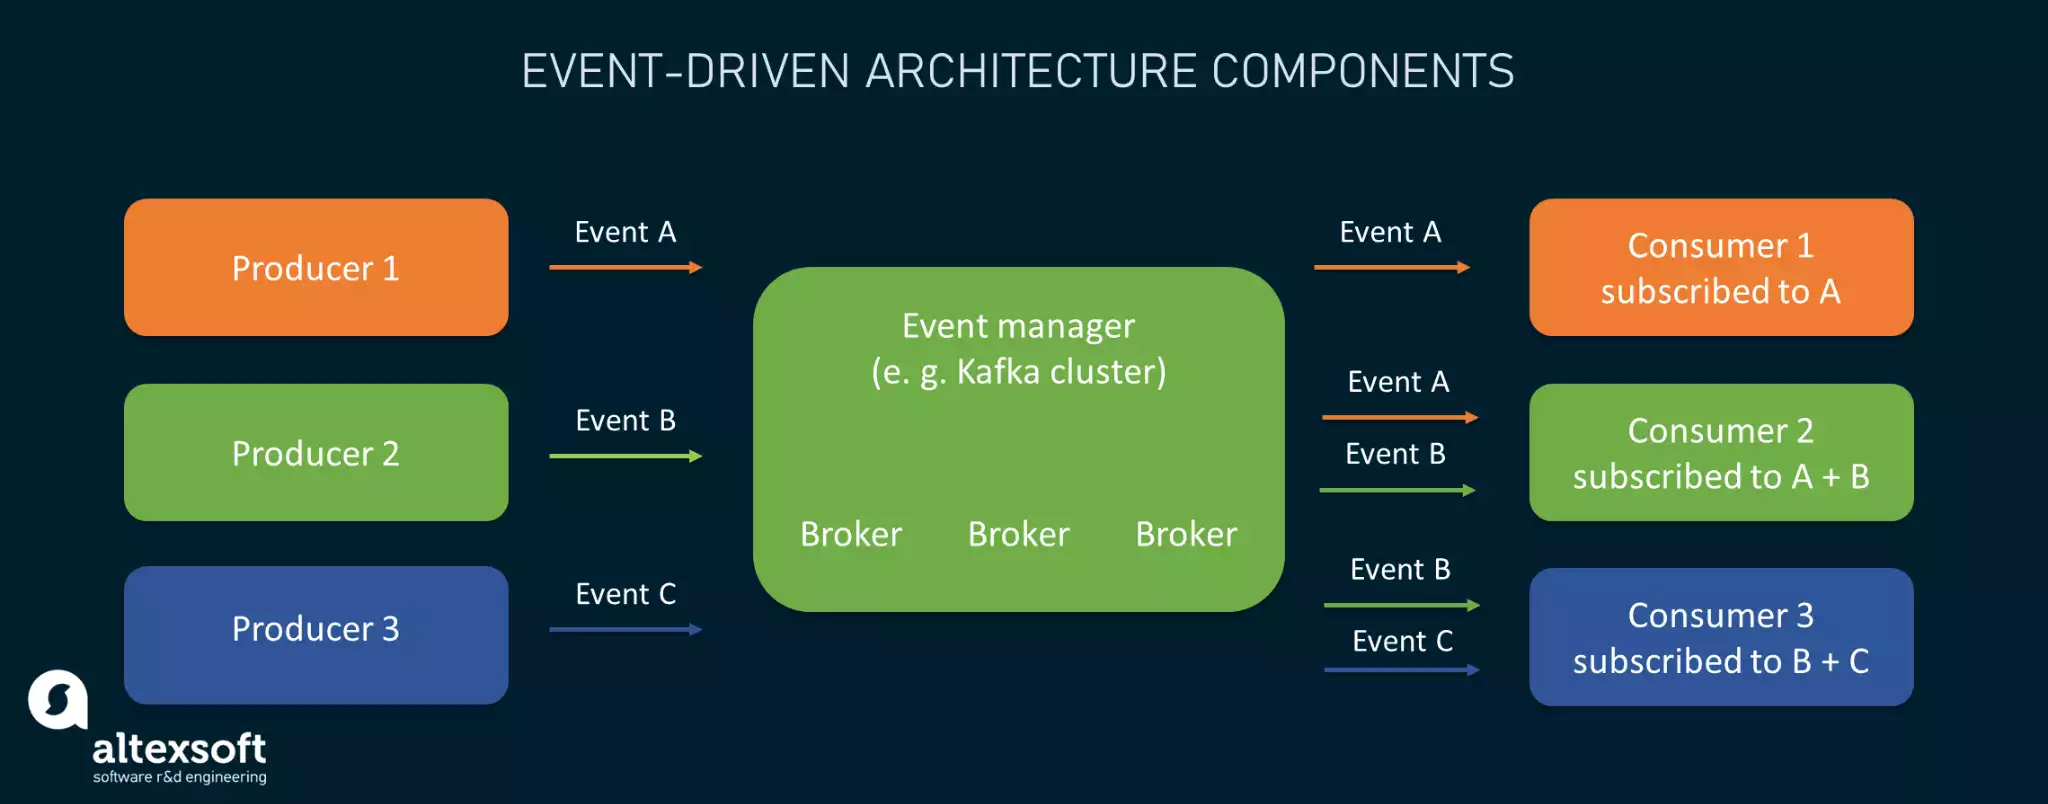 EVENT-DRIVEN ARCHITECTURE COMPONENTS
Producer 1
Event A
Producer 2
Event B
Producer 3
Event C
Event manager
(e. g. Kafka cluster)
Broker Broker Broker
Event A
Consumer 1
subscribed to A
Event A
Event B
Consumer 2
subscribed to A + B
Event B
Event C
Consumer 3
subscribed to B + C
altexsoft
software r&d engineering